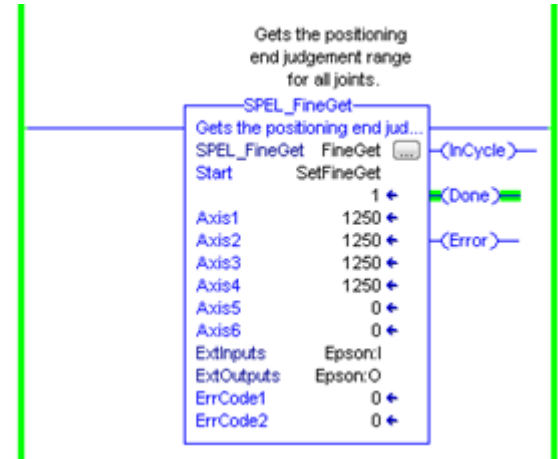 Gets the positioning
end judgement range
for all joints.
SPEL_FineGet
Gets the positioning end jud...
SPEL_FineGet FineGet ... (InCycle)
Start SetFineGet
1 (Done)
Axis1 1250
Axis2 1250 (Error)
Axis3 1250
Axis4 1250
Axis5 0
Axis6 0
ExtInputs Epson:I
ExtOutputs Epson:O
ErrCode1 0
ErrCode2 0